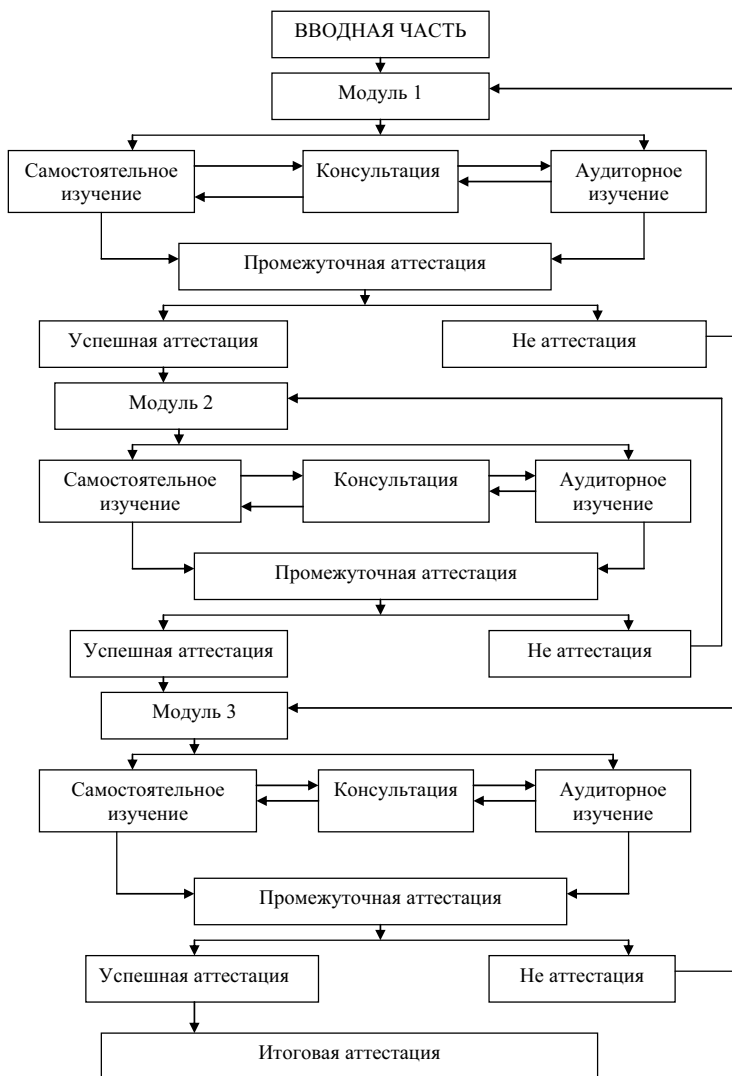 ВВОДНАЯ ЧАСТЬ
Модуль 1
Самостоятельное
изучение
Консультация
Аудиторное
изучение
Промежуточная аттестация
Успешная аттестация
Не аттестация
Модуль 2
Самостоятельное
изучение
Консультация
Аудиторное
изучение
Промежуточная аттестация
Успешная аттестация
Не аттестация
Модуль 3
Самостоятельное
изучение
Консультация
Аудиторное
изучение
Промежуточная аттестация
Успешная аттестация
Не аттестация
Итоговая аттестация